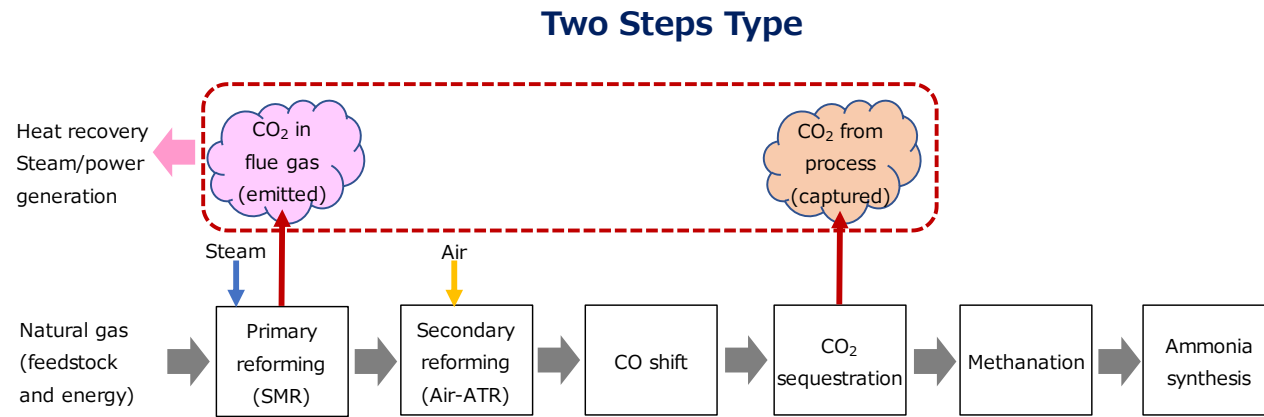 Two Steps Type
Heat recovery
Steam/power
generation
CO₂ in
flue gas
(emitted)
CO₂ from
process
(captured)
Steam
Air
Natural gas
(feedstock
and energy)
Primary
reforming
(SMR)
Secondary
reforming
(Air-ATR)
CO shift
CO₂
sequestration
Methanation
Ammonia
synthesis